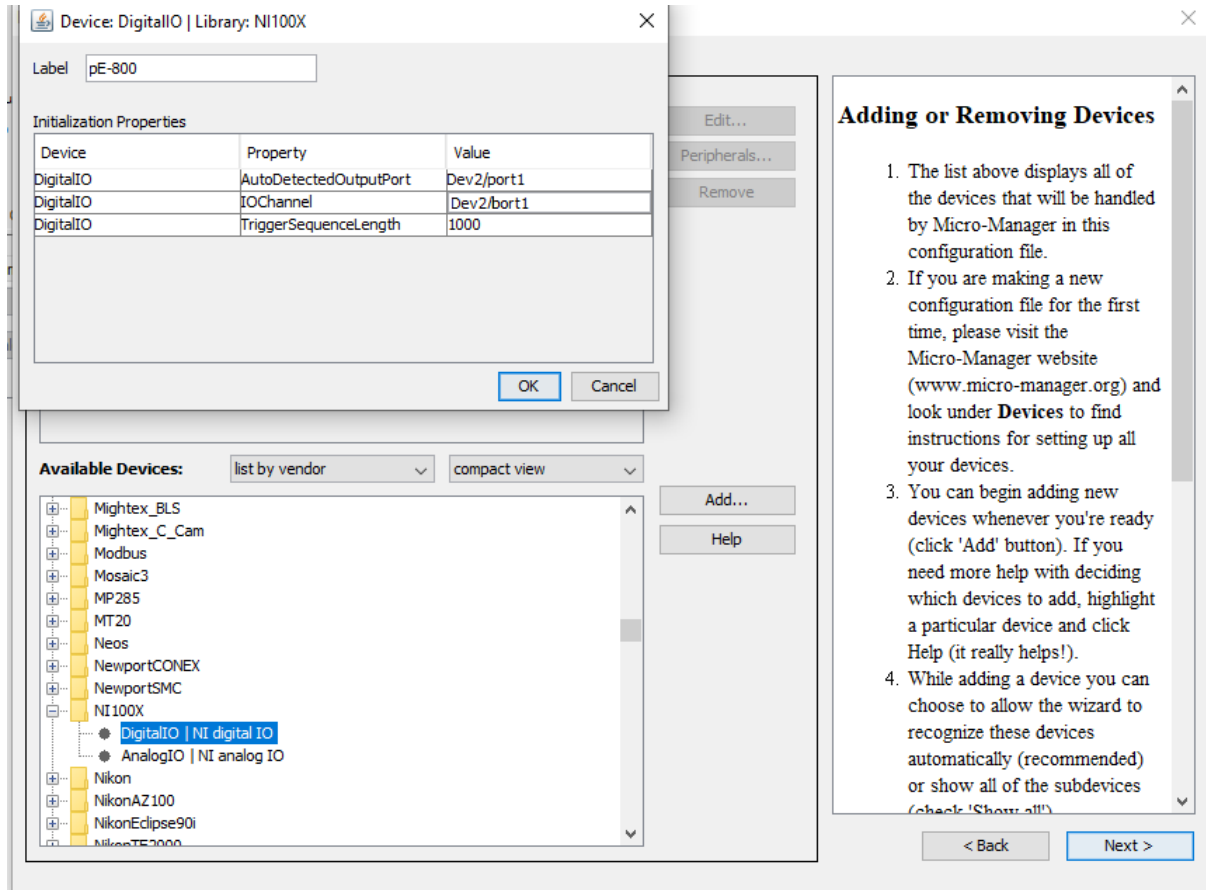 Device: DigitalIO | Library: NI100X
Label pE-800
Initialization Properties
Device Property Value
DigitalIO AutoDetectedOutputPort Dev2/port1
DigitalIO IOChannel Dev2/bort1
DigitalIO TriggerSequenceLength 1000
OK Cancel
Edit...
Peripherals...
Remove
Available Devices: list by vendor compact view
Mightex_BLS
Mightex_C_Cam
Modbus
Mosaic3
MP285
MT20
Neos
NewportCONEX
NewportSMC
NI100X
DigitalIO | NI digital IO
AnalogIO | NI analog IO
Nikon
NikonAZ100
NikonEclipse90i
NikonTE2000
Add...
Help
Adding or Removing Devices
1. The list above displays all of
the devices that will be handled
by Micro-Manager in this
configuration file.
2. If you are making a new
configuration file for the first
time, please visit the
Micro-Manager website
(www.micro-manager.org) and
look under Devices to find
instructions for setting up all
your devices.
3. You can begin adding new
devices whenever you're ready
(click 'Add' button). If you
need more help with deciding
which devices to add, highlight
a particular device and click
Help (it really helps!).
4. While adding a device you can
choose to allow the wizard to
recognize these devices
automatically (recommended)
or show all of the subdevices
(check 'Show all')
< Back Next >